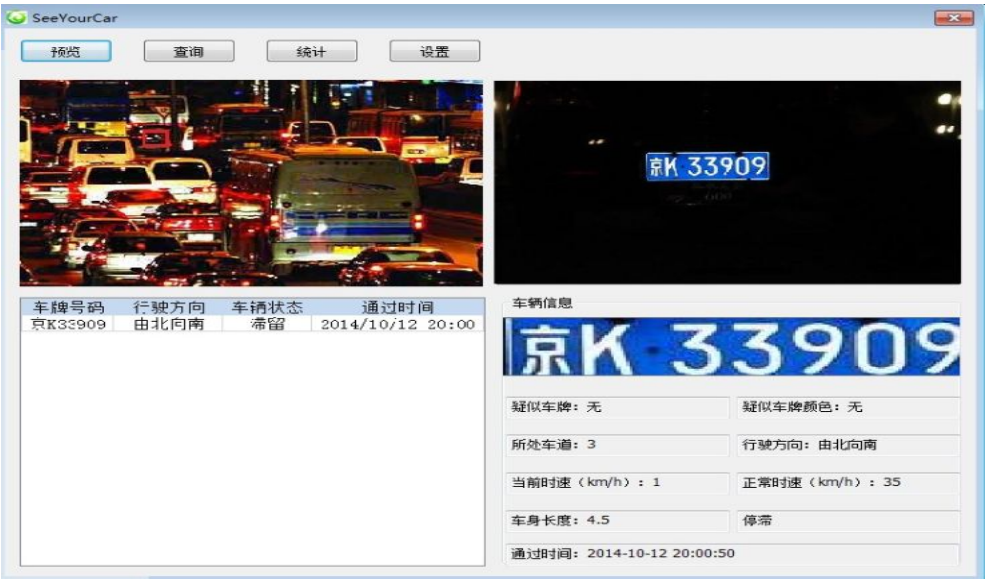 SeeYourCar
预览 查询 统计 设置
京K 33909
车牌号码 行驶方向 车辆状态 通过时间
京K33909 由北向南 滞留 2014/10/12 20:00
车辆信息
京K 33909
疑似车牌：无 疑似车牌颜色：无
所处车道：3 行驶方向：由北向南
当前时速（km/h）：1 正常时速（km/h）：35
车身长度：4.5 停滞
通过时间：2014-10-12 20:00:50